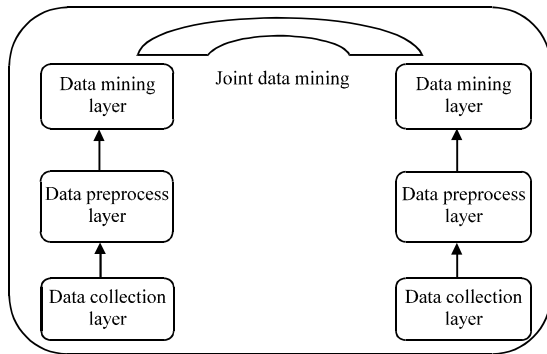 Joint data mining
Data mining
layer
Data preprocess
layer
Data collection
layer
Data mining
layer
Data preprocess
layer
Data collection
layer